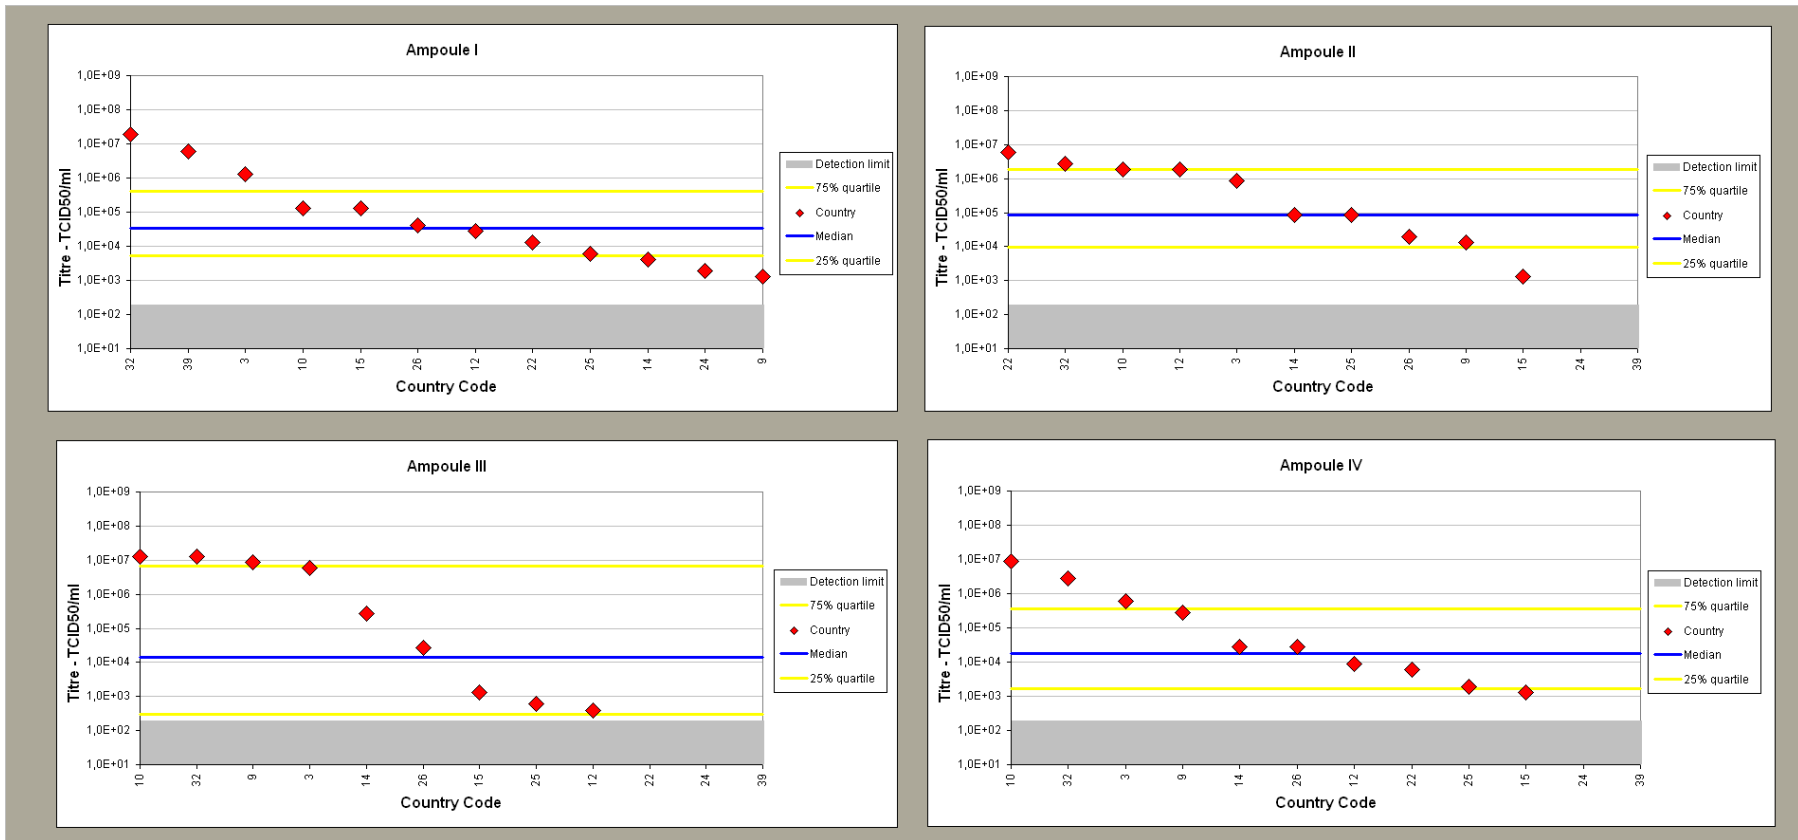 Ampoule I
Titre - TCID50/ml
1,0E+09
1,0E+08
1,0E+07
1,0E+06
1,0E+05
1,0E+04
1,0E+03
1,0E+02
1,0E+01
32 39 3 10 15 26 12 22 25 14 24 9
Country Code
Detection limit
75% quartile
Country
Median
25% quartile
Ampoule II
Titre - TCID50/ml
1,0E+09
1,0E+08
1,0E+07
1,0E+06
1,0E+05
1,0E+04
1,0E+03
1,0E+02
1,0E+01
22 32 10 12 3 14 25 26 9 15 24 39
Country Code
Detection limit
75% quartile
Country
Median
25% quartile
Ampoule III
Titre - TCID50/ml
1,0E+09
1,0E+08
1,0E+07
1,0E+06
1,0E+05
1,0E+04
1,0E+03
1,0E+02
1,0E+01
10 32 9 3 14 26 15 25 12 22 24 39
Country Code
Detection limit
75% quartile
Country
Median
25% quartile
Ampoule IV
Titre - TCID50/ml
1,0E+09
1,0E+08
1,0E+07
1,0E+06
1,0E+05
1,0E+04
1,0E+03
1,0E+02
1,0E+01
10 32 3 9 14 26 12 22 25 15 24 39
Country Code
Detection limit
75% quartile
Country
Median
25% quartile